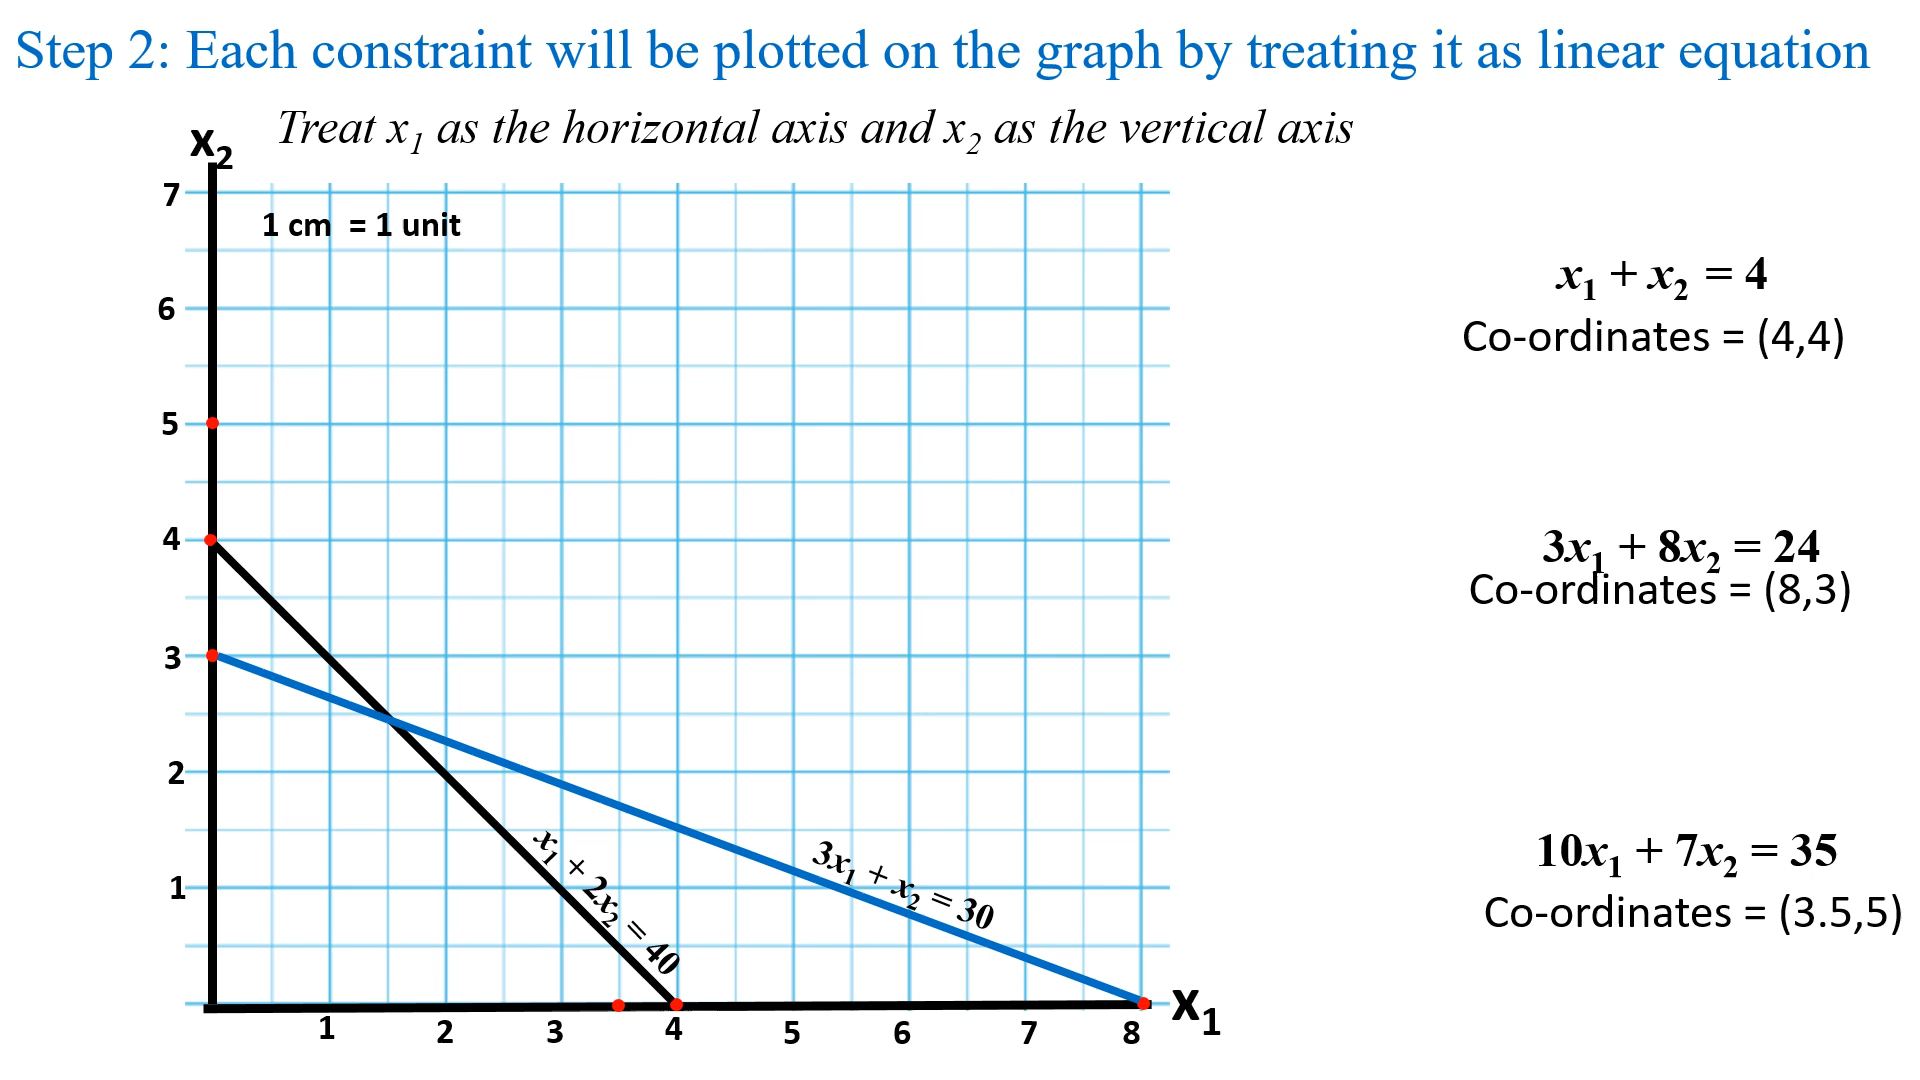 Step 2: Each constraint will be plotted on the graph by treating it as linear equation
Treat x₁ as the horizontal axis and x₂ as the vertical axis
x₂
7
1 cm = 1 unit
6
5
4
3
2
1
x₁ + 2x₂ = 40
3x₁ + x₂ = 30
x₁
1 2 3 4 5 6 7 8
x₁ + x₂ = 4
Co-ordinates = (4,4)
3x₁ + 8x₂ = 24
Co-ordinates = (8,3)
10x₁ + 7x₂ = 35
Co-ordinates = (3.5,5)